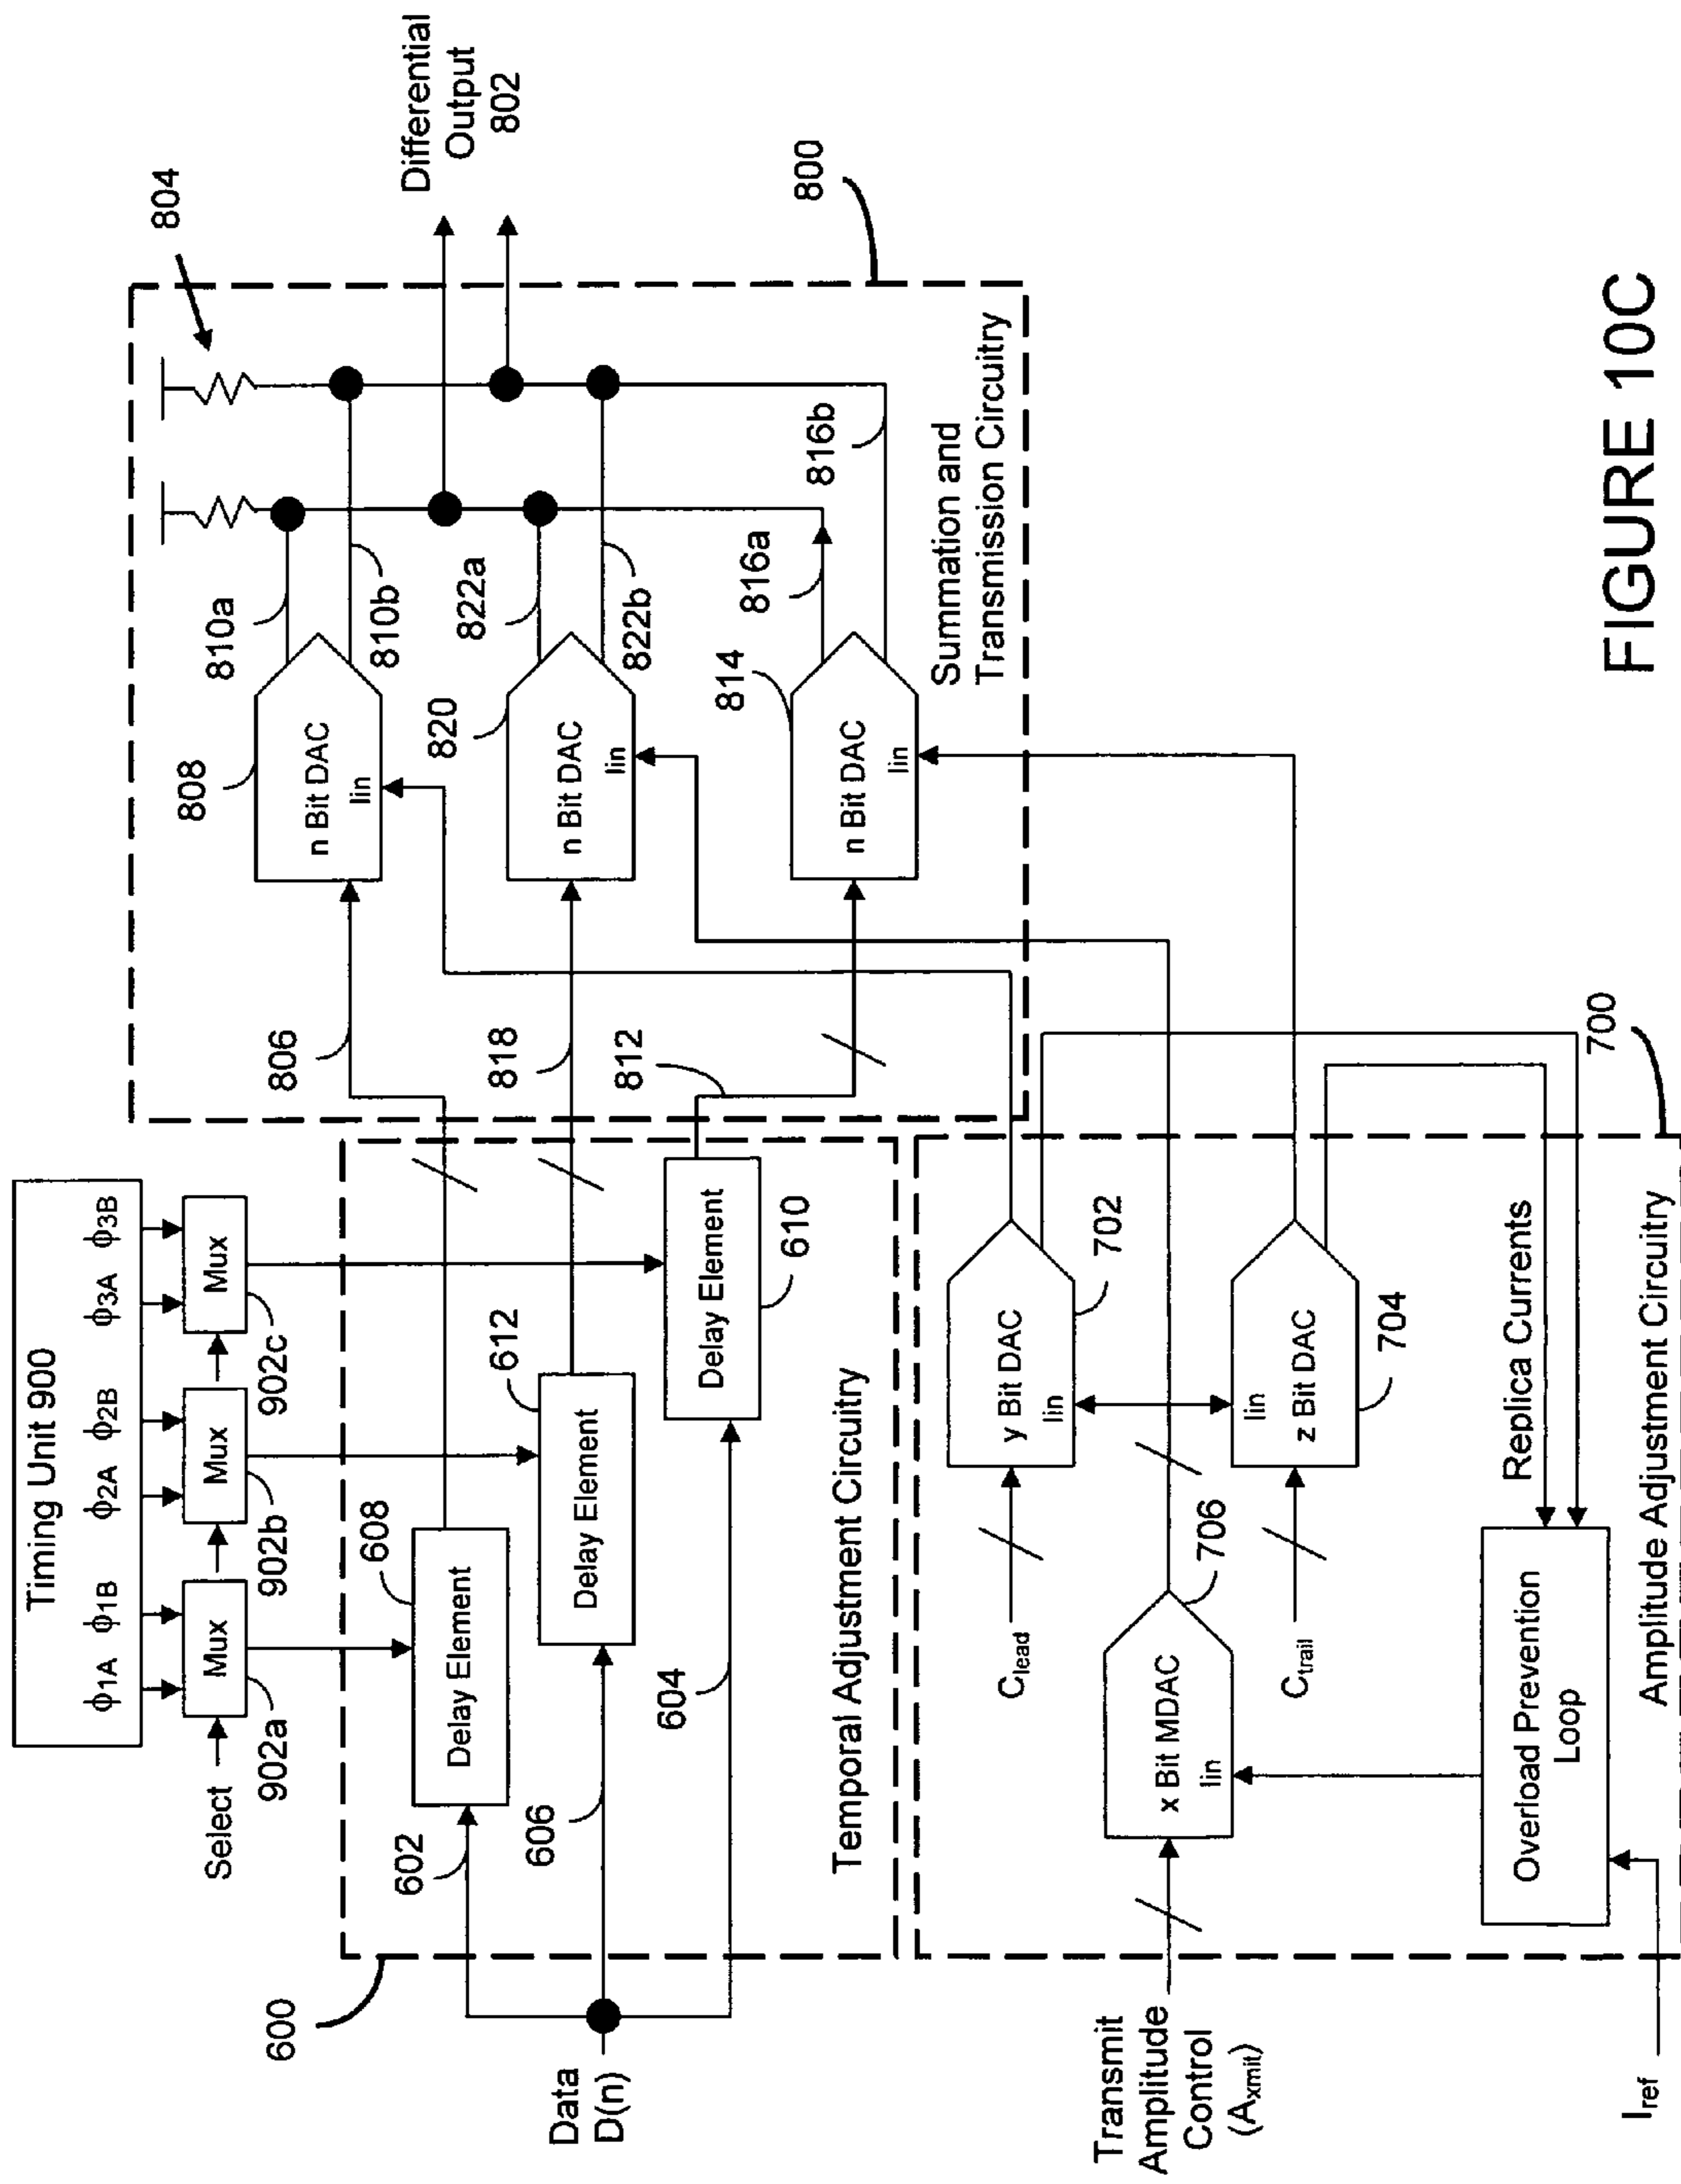 Timing Unit 900
ϕ1A ϕ1B ϕ2A ϕ2B ϕ3A ϕ3B
Select
Mux
Mux
Mux
902a
902b
902c
600
602
608
Delay Element
606
612
Delay Element
604
610
Delay Element
Data
D(n)
Temporal Adjustment Circuitry
804
806
808
n Bit DAC
Iin
810a
810b
818
820
n Bit DAC
Iin
822a
822b
812
814
n Bit DAC
Iin
816a
816b
Differential
Output
802
800
Summation and
Transmission Circuitry
Clead
y Bit DAC
Iin
702
Transmit
Amplitude
Control
(Axmit)
x Bit MDAC
Iin
706
Ctrail
Iin
z Bit DAC
704
Replica Currents
700
Overload Prevention
Loop
Iref
Amplitude Adjustment Circuitry
FIGURE 10C